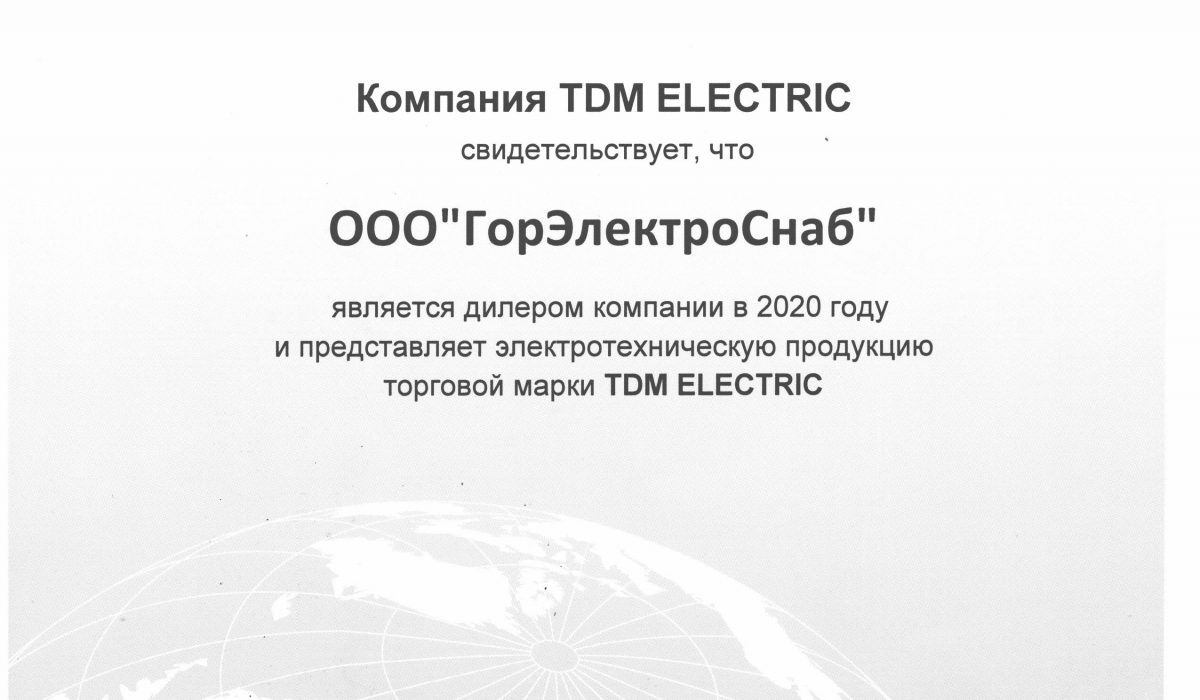 Компания TDM ELECTRIC
свидетельствует, что
ООО"ГорЭлектроСнаб"
является дилером компании в 2020 году
и представляет электротехническую продукцию
торговой марки TDM ELECTRIC